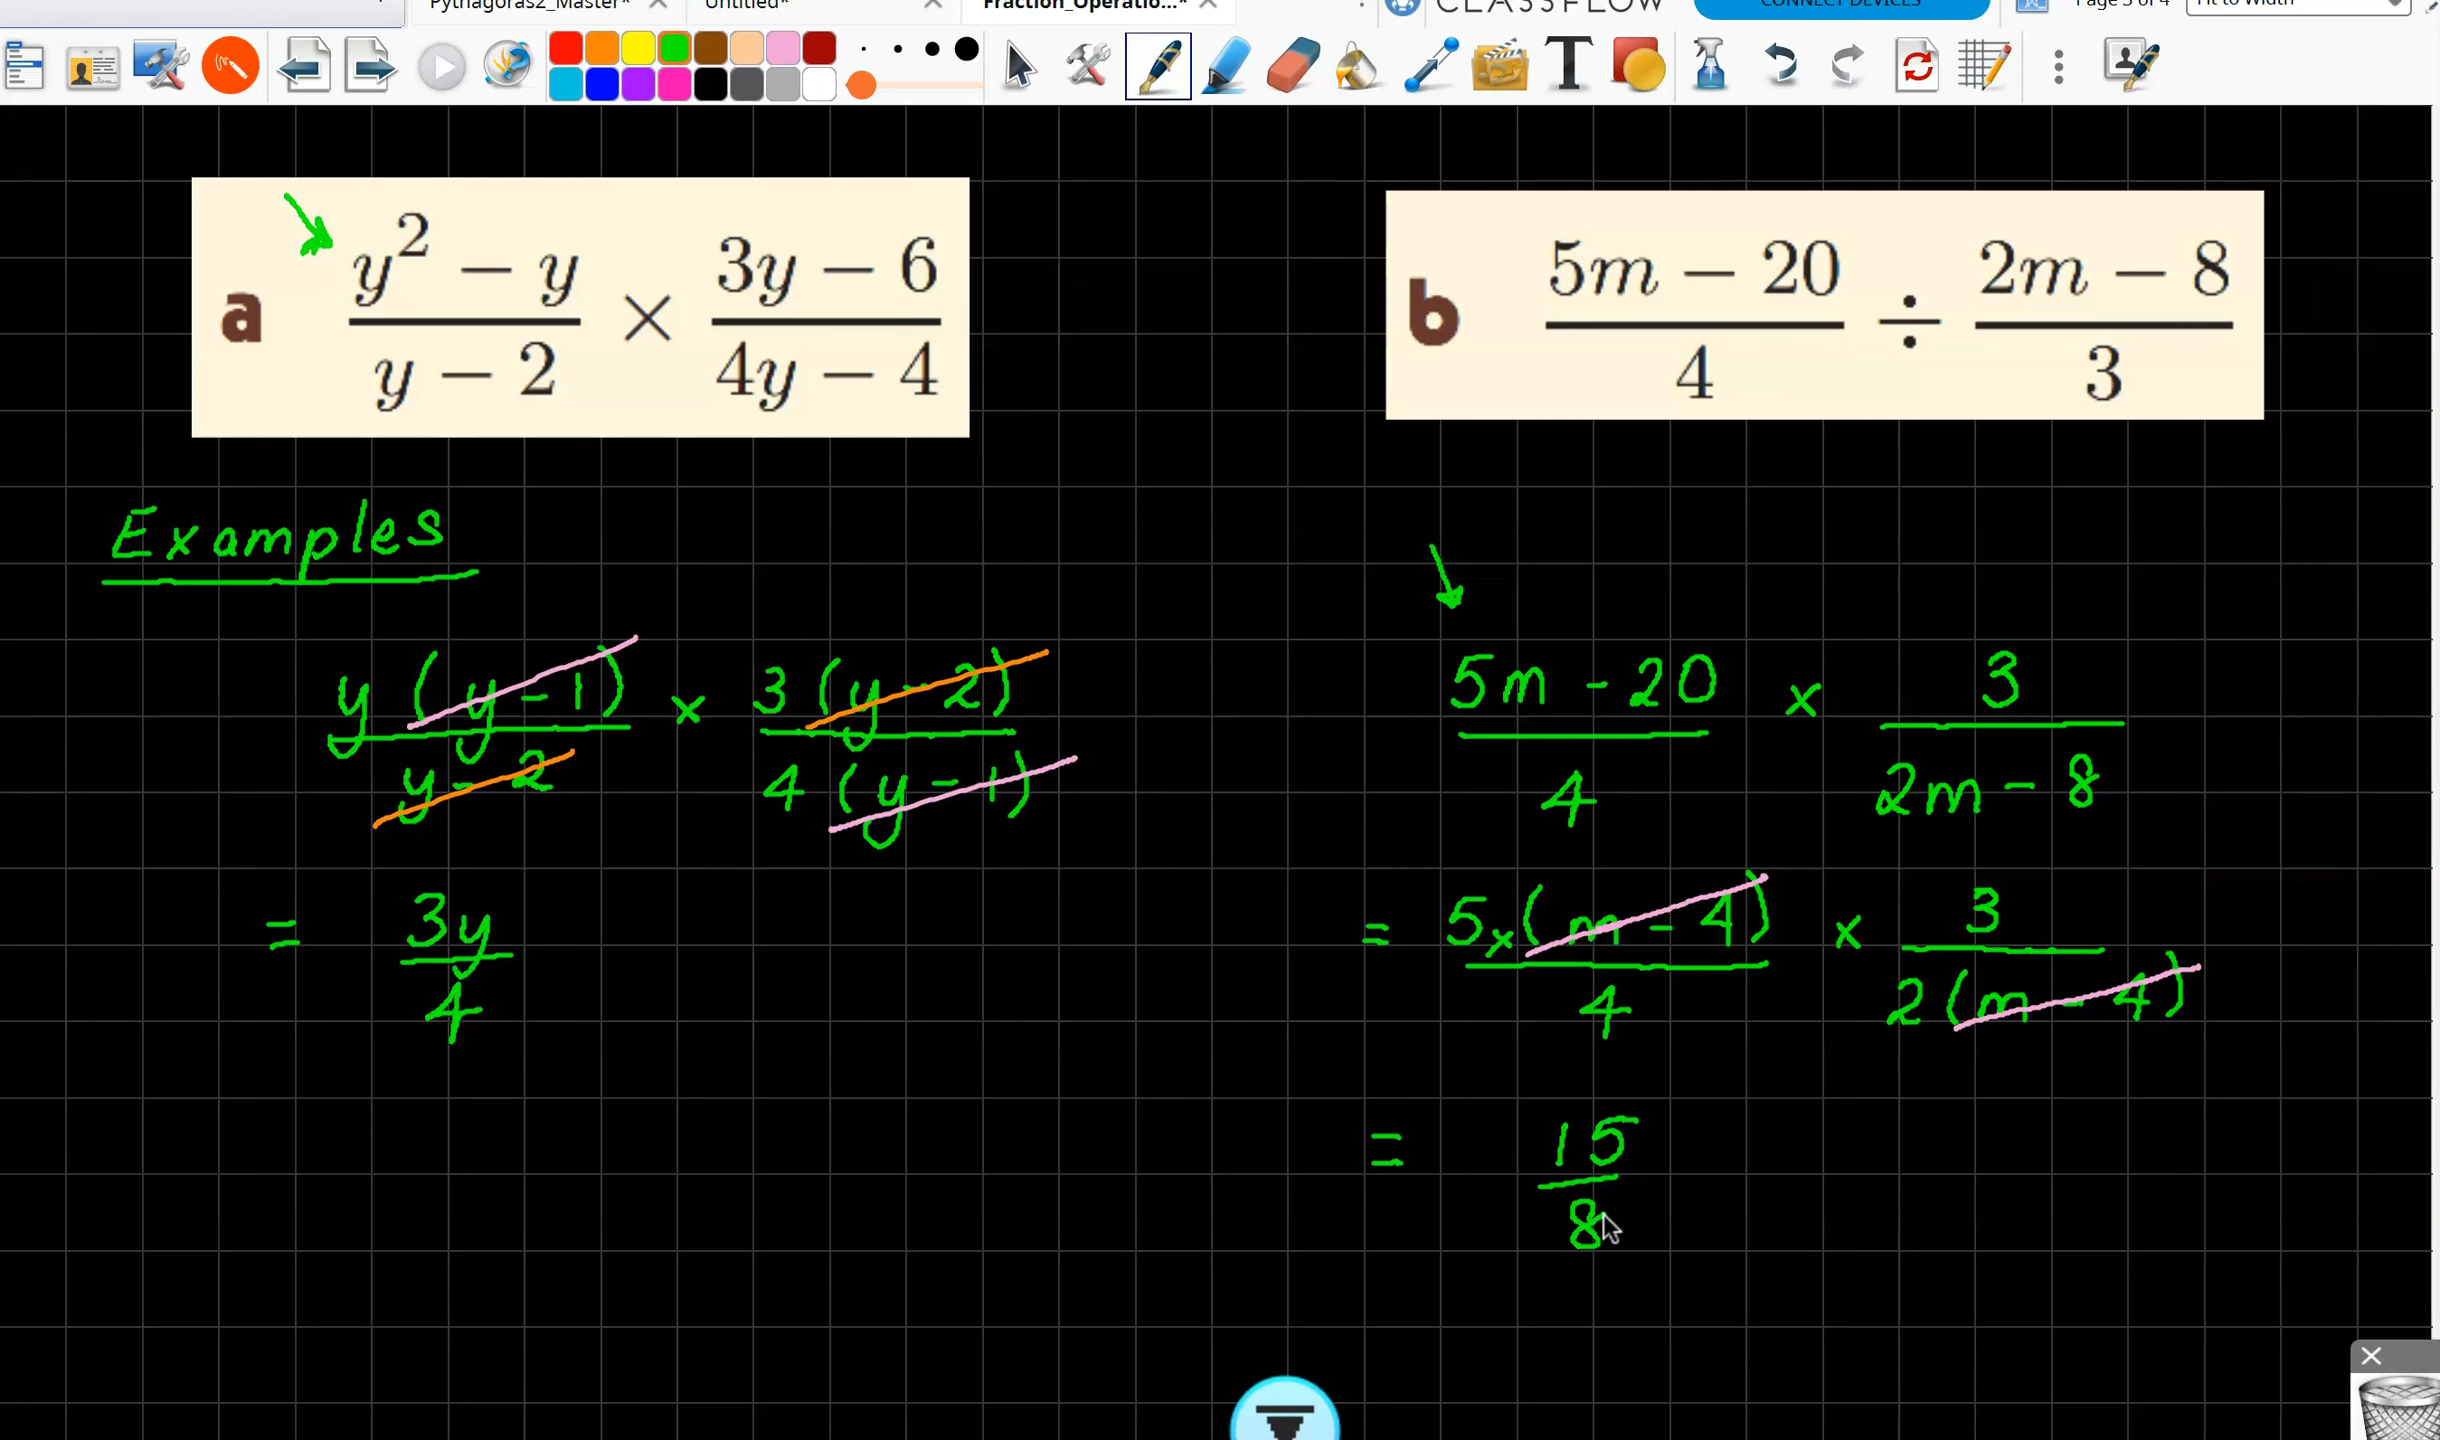 Pythagoras2_Master*
Untitled*
Fraction_Operatio...*
CLASSFLOW
CONNECT DEVICES
Page 3 of 4
Fit to Width
T
a y² − y / y − 2 × 3y − 6 / 4y − 4
b 5m − 20 / 4 ÷ 2m − 8 / 3
Examples
y (y - 1) / y - 2 × 3 (y - 2) / 4 (y - 1)
= 3y / 4
5m - 20 / 4 × 3 / 2m - 8
= 5 × (m - 4) / 4 × 3 / 2 (m - 4)
= 15 / 8